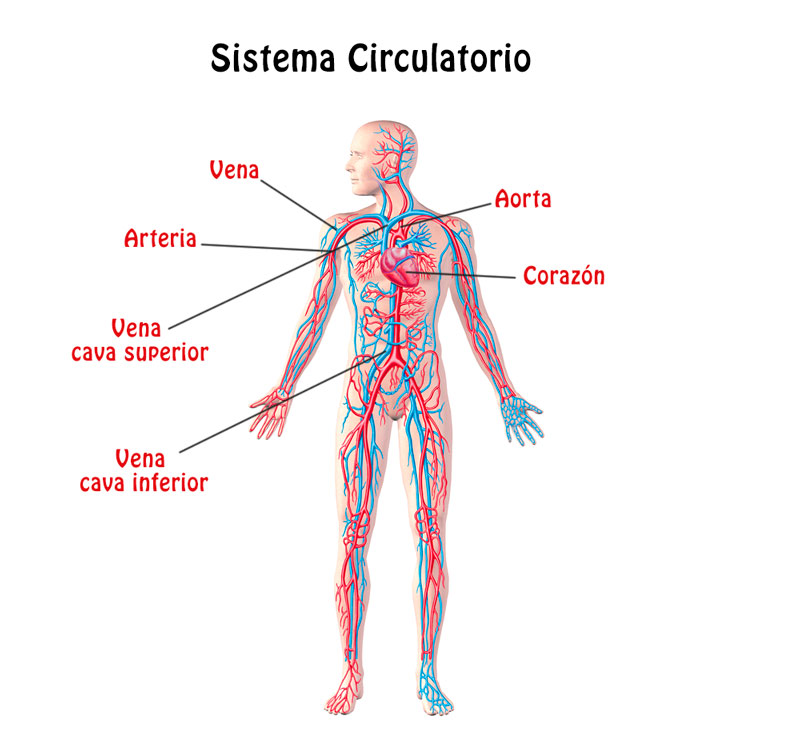 Sistema Circulatorio
Vena
Aorta
Arteria
Corazón
Vena
cava superior
Vena
cava inferior